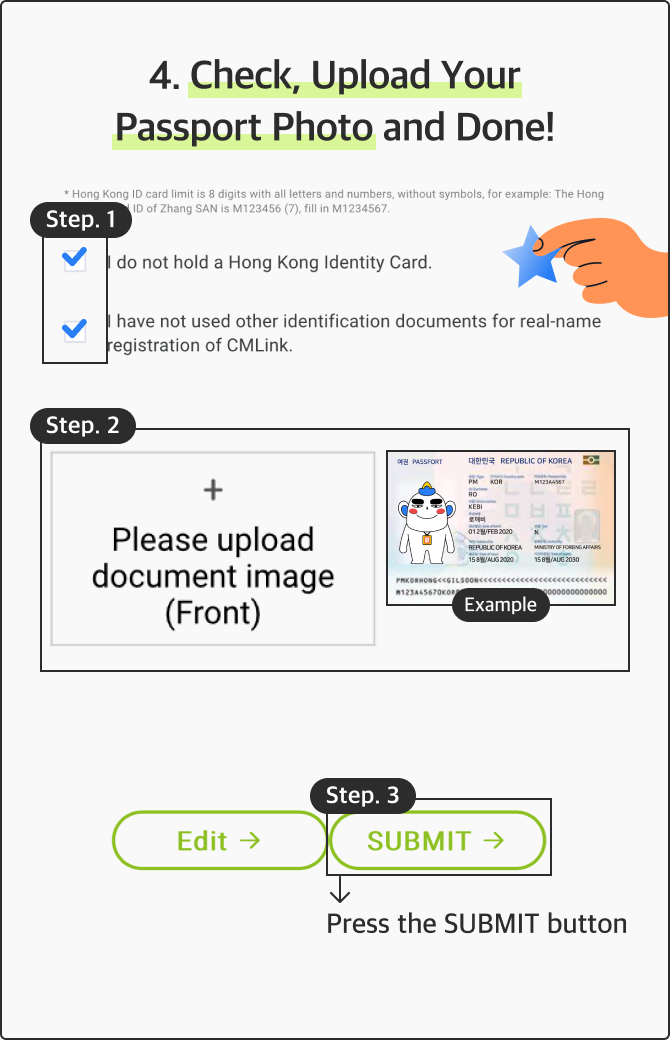 4. Check, Upload Your
Passport Photo and Done!
* Hong Kong ID card limit is 8 digits with all letters and numbers, without symbols, for example: The Hong
ID of Zhang SAN is M123456 (7), fill in M1234567.
Step. 1
I do not hold a Hong Kong Identity Card.
I have not used other identification documents for real-name
registration of CMLink.
Step. 2
+
Please upload
document image
(Front)
여권 PASSPORT
대한민국 REPUBLIC OF KOREA
PM KOR M123A4567
RO
KEBI
로깨비
01 2월/FEB 2020 N
REPUBLIC OF KOREA MINISTRY OF FOREING AFFAIRS
15 8월/AUG 2020 15 8월/AUG 2030
PMKORHONG<<GILSOON<<<<<<<<<<<<<<<<<<<<<<<<<<
Example
Step. 3
Edit →
SUBMIT →
Press the SUBMIT button